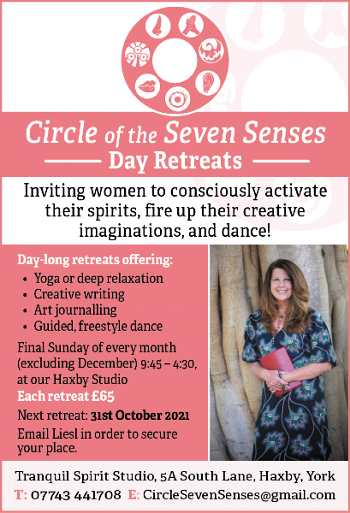 Circle of the Seven Senses
Day Retreats
Inviting women to consciously activate
their spirits, fire up their creative
imaginations, and dance!
Day-long retreats offering:
• Yoga or deep relaxation
• Creative writing
• Art journalling
• Guided, freestyle dance
Final Sunday of every month
(excluding December) 9:45 – 4:30,
at our Haxby Studio
Each retreat £65
Next retreat: 31st October 2021
Email Liesl in order to secure
your place.
Tranquil Spirit Studio, 5A South Lane, Haxby, York
T: 07743 441708 E: CircleSevenSenses@gmail.com